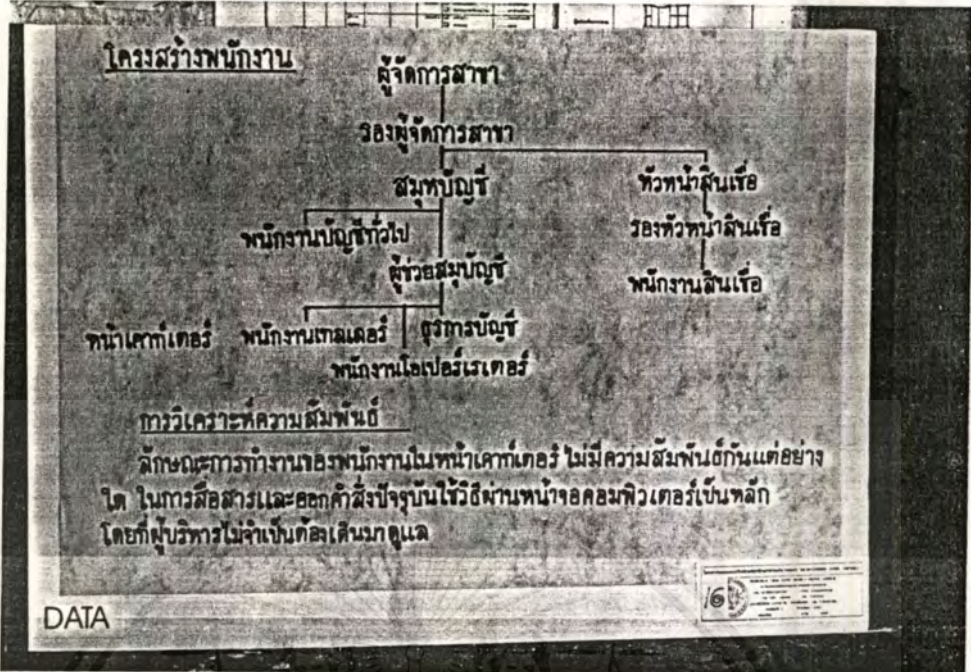 โครงสร้างพนักงาน
ผู้จัดการสาขา
รองผู้จัดการสาขา
สมุหบัญชี หัวหน้าสินเชื่อ
พนักงานบัญชีทั่วไป รองหัวหน้าสินเชื่อ
ผู้ช่วยสมุบัญชี พนักงานสินเชื่อ
หน้าเคาท์เตอร์ พนักงานเทลเลอร์ ธุรการบัญชี
พนักงานโอเปอร์เรเตอร์
การวิเคราะห์ความสัมพันธ์
ลักษณะการทำงานของพนักงานในหน้าเคาท์เตอร์ ไม่มีความสัมพันธ์กันแต่อย่าง
ใด ในการสื่อสารและออกคำสั่งปัจจุบันใช้วิธีผ่านหน้าจอคอมพิวเตอร์เป็นหลัก
โดยที่ผู้บริหารไม่จำเป็นต้องเดินมาดูแล
16
DATA